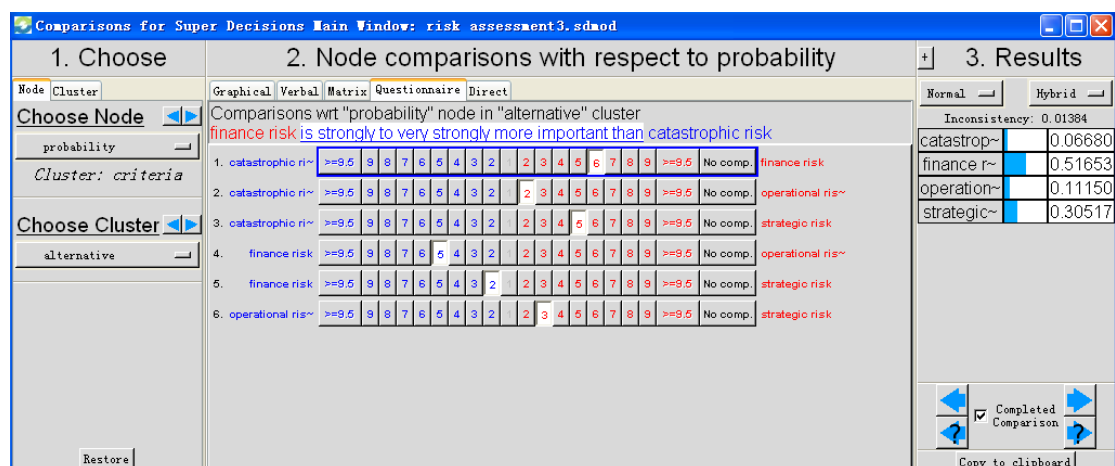 Comparisons for Super Decisions Main Window: risk assessment3.sdmod
1. Choose
Node Cluster
Choose Node
probability
Cluster: criteria
Choose Cluster
alternative
Restore
2. Node comparisons with respect to probability
Graphical Verbal Matrix Questionnaire Direct
Comparisons wrt "probability" node in "alternative" cluster
finance risk is strongly to very strongly more important than catastrophic risk
1. catastrophic ri~ >=9.5 9 8 7 6 5 4 3 2 1 2 3 4 5 6 7 8 9 >=9.5 No comp. finance risk
2. catastrophic ri~ >=9.5 9 8 7 6 5 4 3 2 1 2 3 4 5 6 7 8 9 >=9.5 No comp. operational ris~
3. catastrophic ri~ >=9.5 9 8 7 6 5 4 3 2 1 2 3 4 5 6 7 8 9 >=9.5 No comp. strategic risk
4. finance risk >=9.5 9 8 7 6 5 4 3 2 1 2 3 4 5 6 7 8 9 >=9.5 No comp. operational ris~
5. finance risk >=9.5 9 8 7 6 5 4 3 2 1 2 3 4 5 6 7 8 9 >=9.5 No comp. strategic risk
6. operational ris~ >=9.5 9 8 7 6 5 4 3 2 1 2 3 4 5 6 7 8 9 >=9.5 No comp. strategic risk
+ 3. Results
Normal Hybrid
Inconsistency: 0.01384
catastrop~ 0.06680
finance r~ 0.51653
operation~ 0.11150
strategic~ 0.30517
Completed
Comparison
? ?
Copy to clipboard